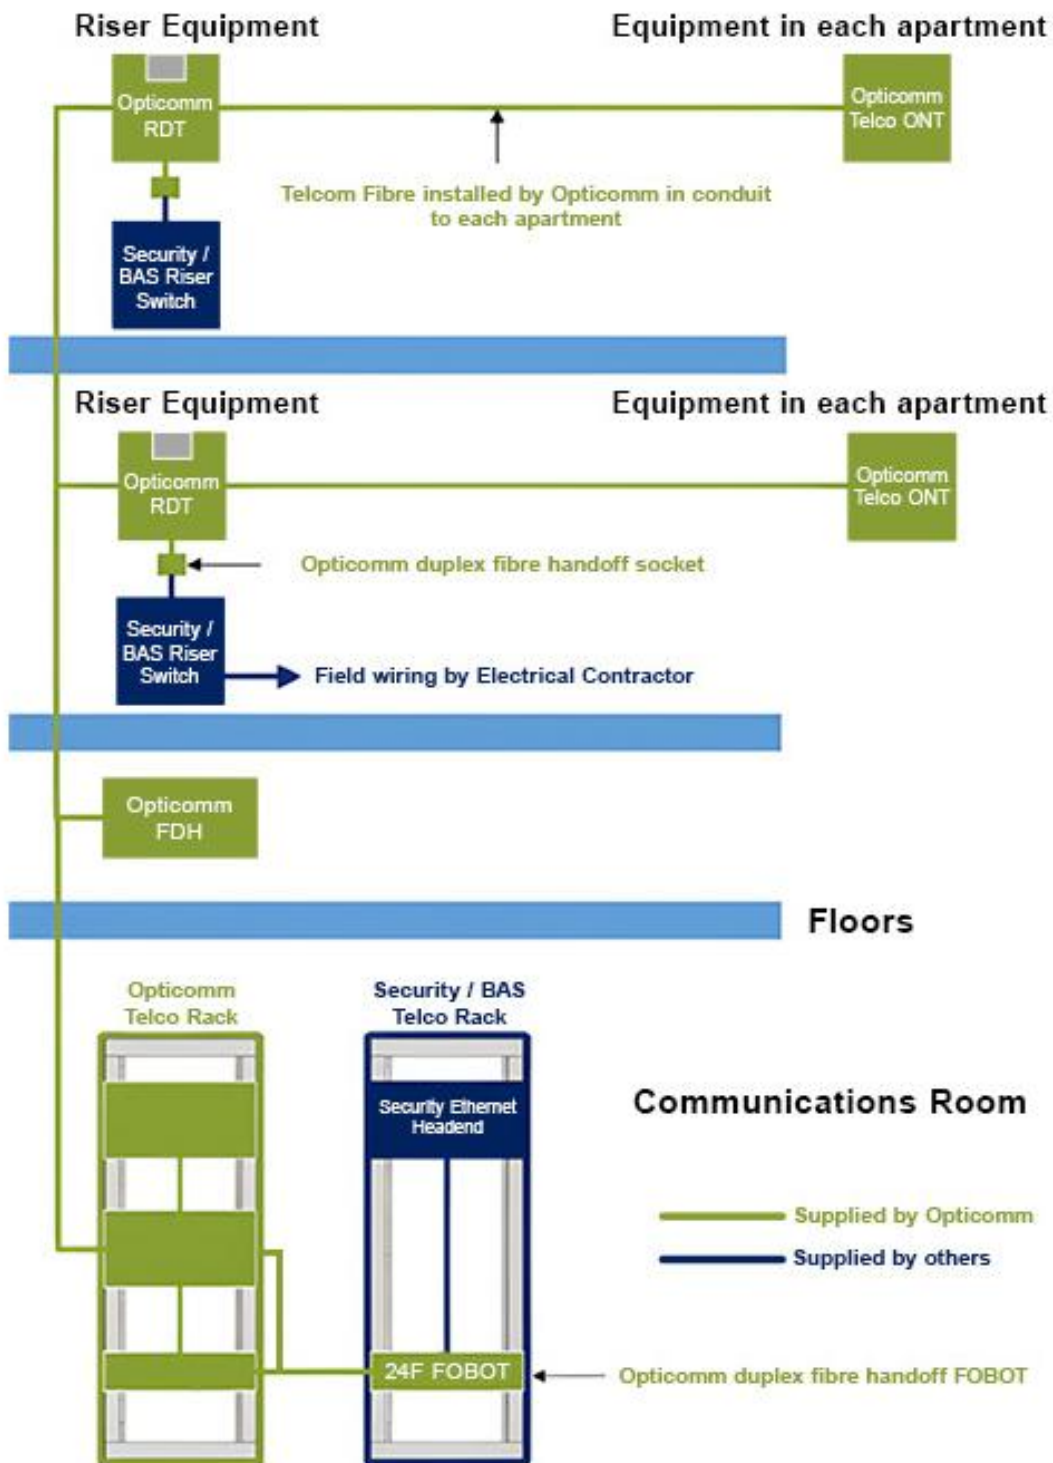 Riser Equipment
Equipment in each apartment
Opticomm
RDT
Opticomm
Telco ONT
Telcom Fibre installed by Opticomm in conduit
to each apartment
Security /
BAS Riser
Switch
Riser Equipment
Equipment in each apartment
Opticomm
RDT
Opticomm
Telco ONT
Opticomm duplex fibre handoff socket
Security /
BAS Riser
Switch
Field wiring by Electrical Contractor
Opticomm
FDH
Floors
Opticomm
Telco Rack
Security / BAS
Telco Rack
Security Ethernet
Headend
Communications Room
Supplied by Opticomm
Supplied by others
24F FOBOT
Opticomm duplex fibre handoff FOBOT